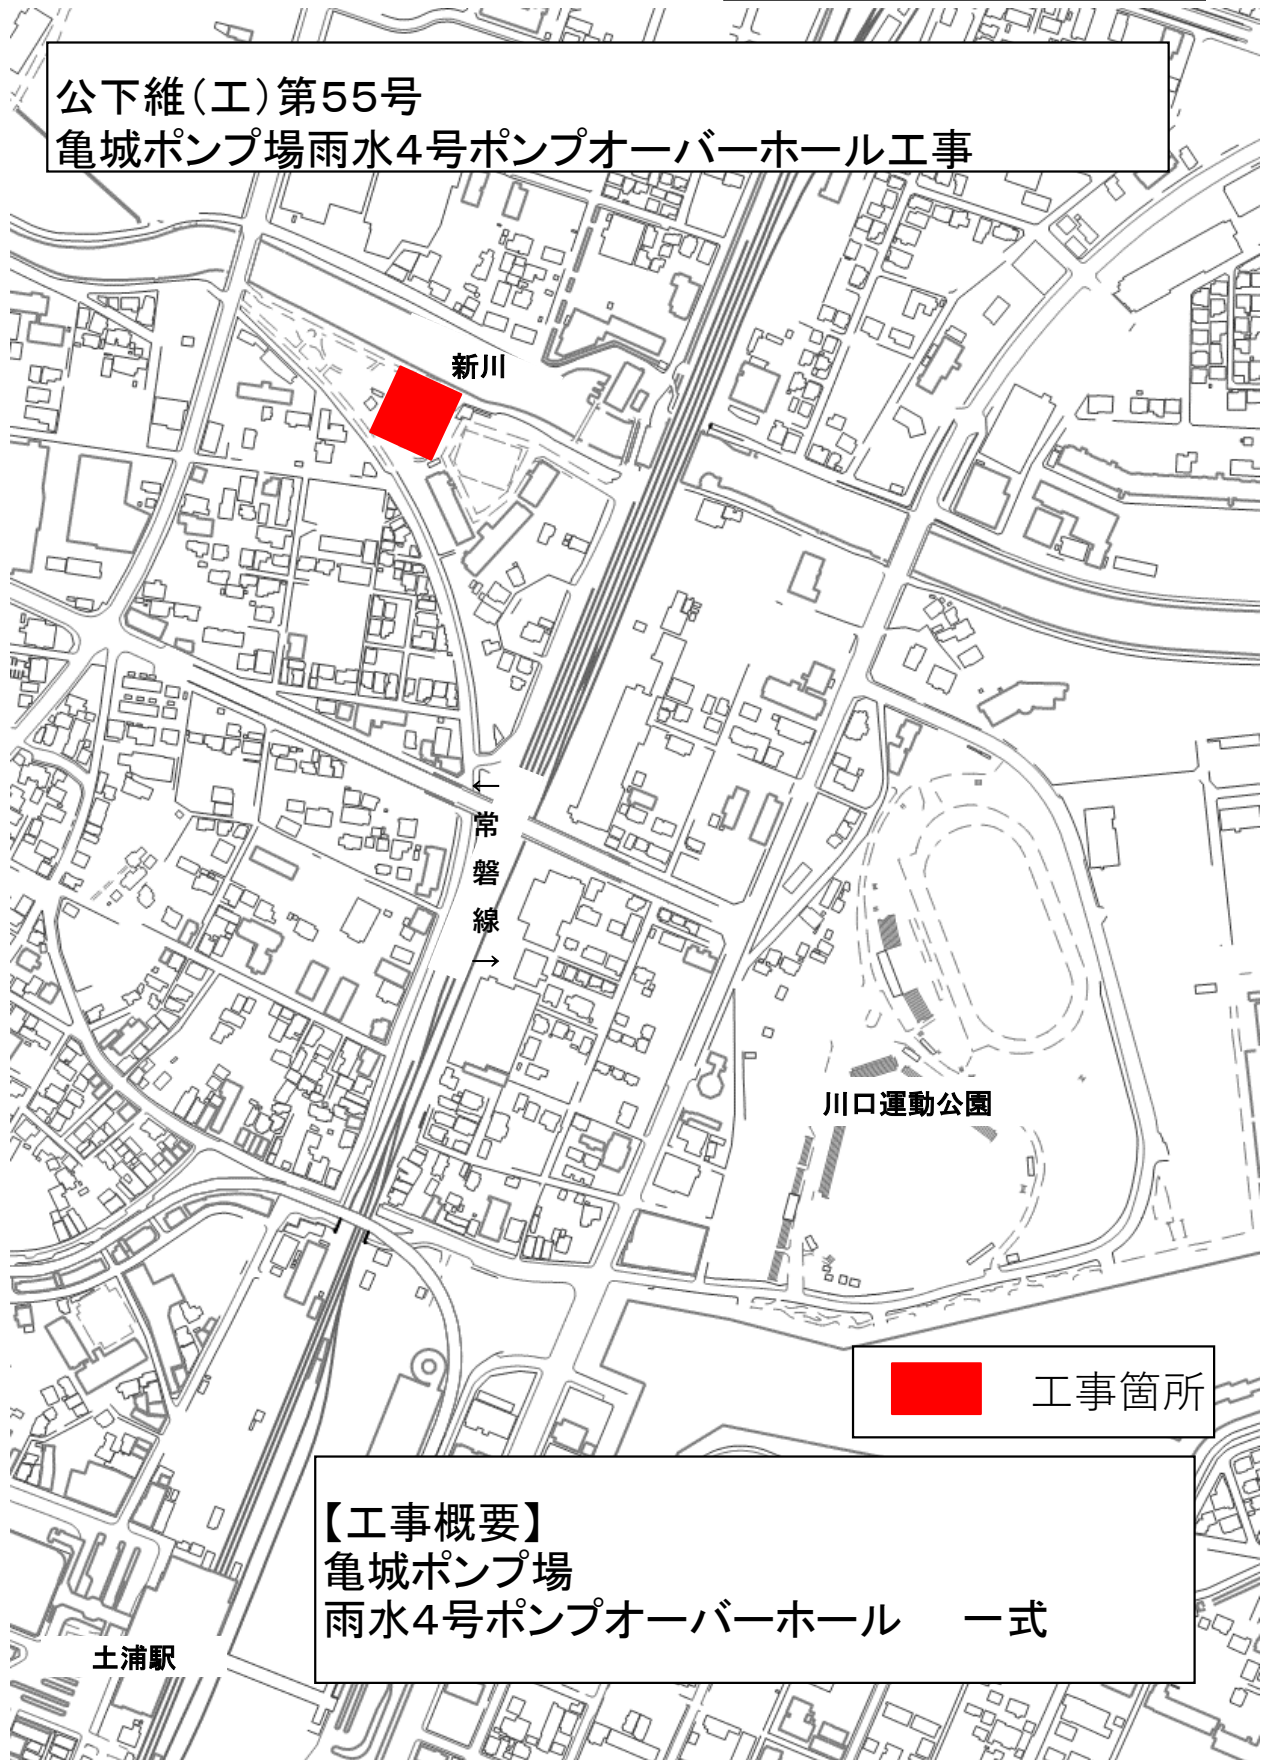 公下維（工）第５５号
亀城ポンプ場雨水４号ポンプオーバーホール工事
新川
←常磐線→
川口運動公園
工事箇所
【工事概要】
亀城ポンプ場
雨水４号ポンプオーバーホール　一式
土浦駅